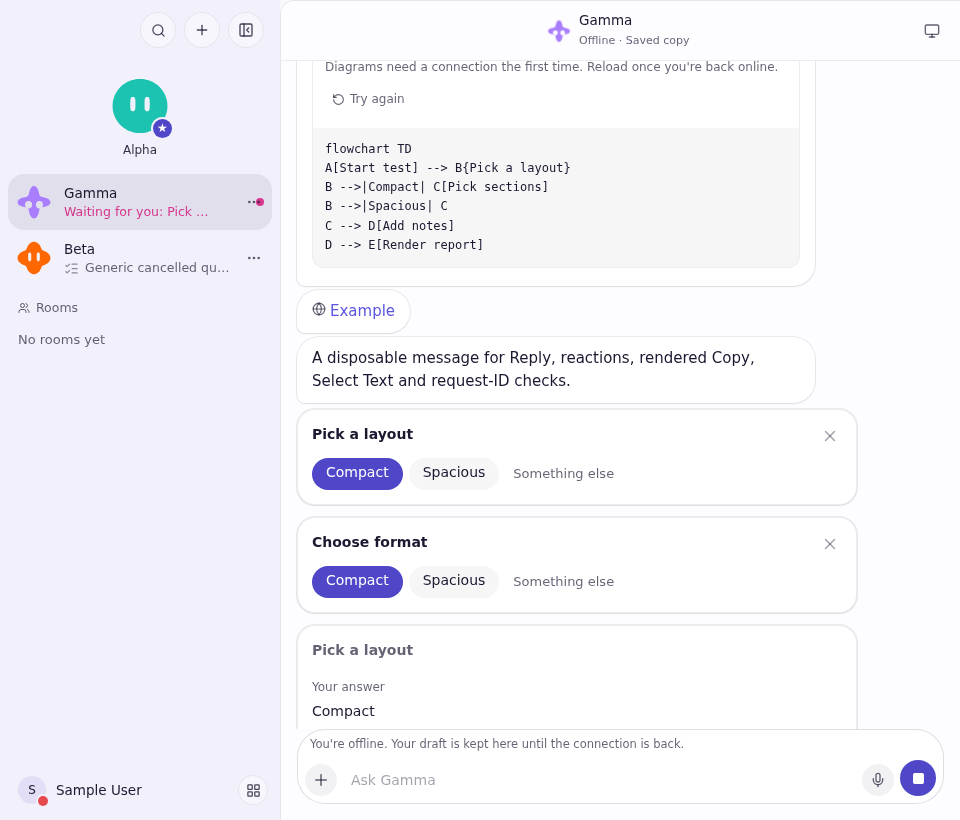 Gamma
Offline · Saved copy
Alpha
Gamma
Waiting for you: Pick ...
Beta
Generic cancelled qu...
Rooms
No rooms yet
S
Sample User
Diagrams need a connection the first time. Reload once you're back online.
Try again
flowchart TD
A[Start test] --> B{Pick a layout}
B -->|Compact| C[Pick sections]
B -->|Spacious| C
C --> D[Add notes]
D --> E[Render report]
Example
A disposable message for Reply, reactions, rendered Copy,
Select Text and request-ID checks.
Pick a layout
Compact Spacious Something else
Choose format
Compact Spacious Something else
Pick a layout
Your answer
Compact
You're offline. Your draft is kept here until the connection is back.
Ask Gamma